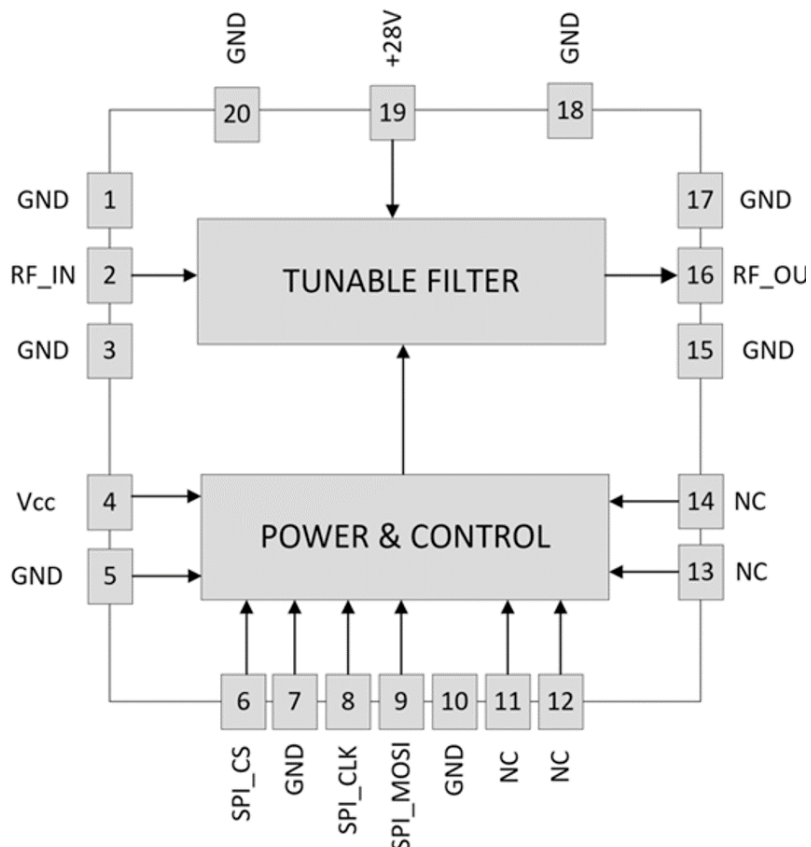 GND
+28V
GND
20
19
18
GND 1
17 GND
RF_IN 2
TUNABLE FILTER
16 RF_OU
GND 3
15 GND
Vcc 4
14 NC
POWER & CONTROL
GND 5
13 NC
6 7 8 9 10 11 12
SPI_CS
GND
SPI_CLK
SPI_MOSI
GND
NC
NC